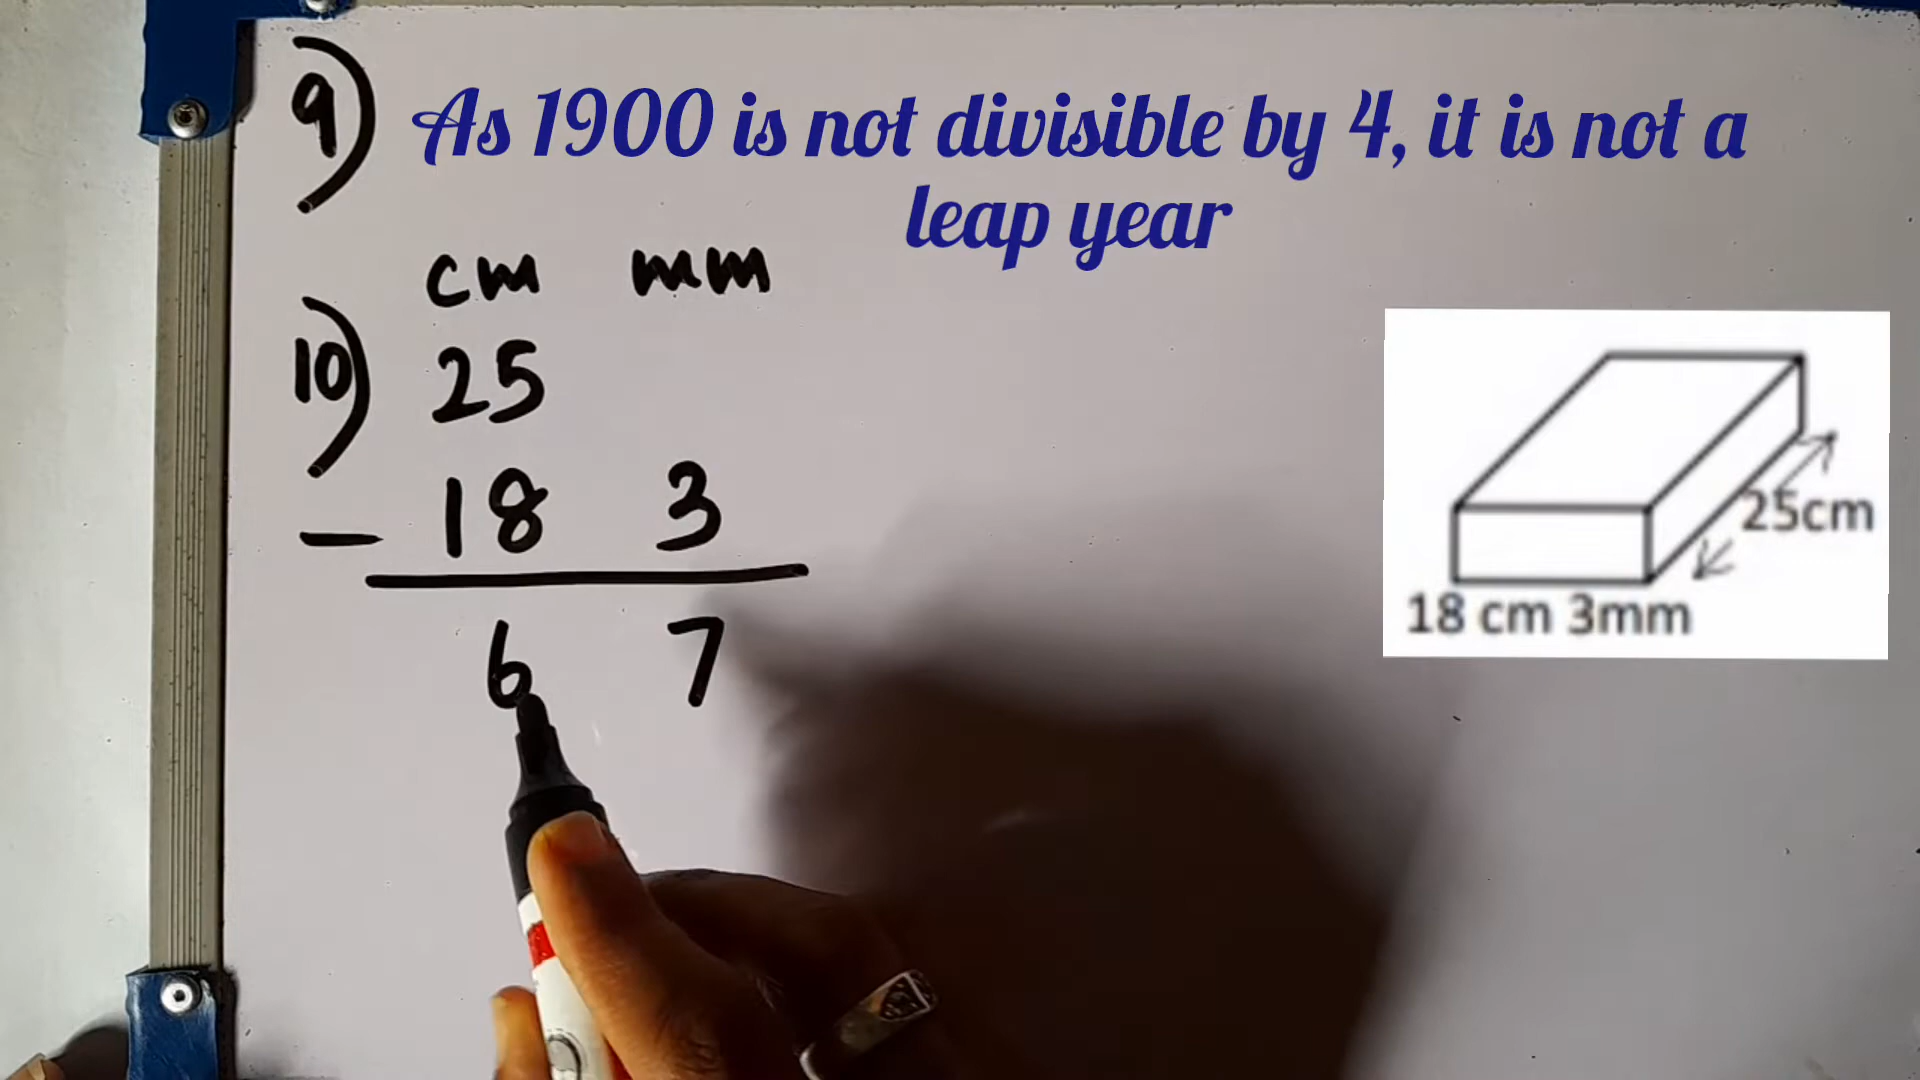 9) As 1900 is not divisible by 4, it is not a
leap year
cm mm
10) 25
- 18 3
6 7
25cm
18 cm 3mm